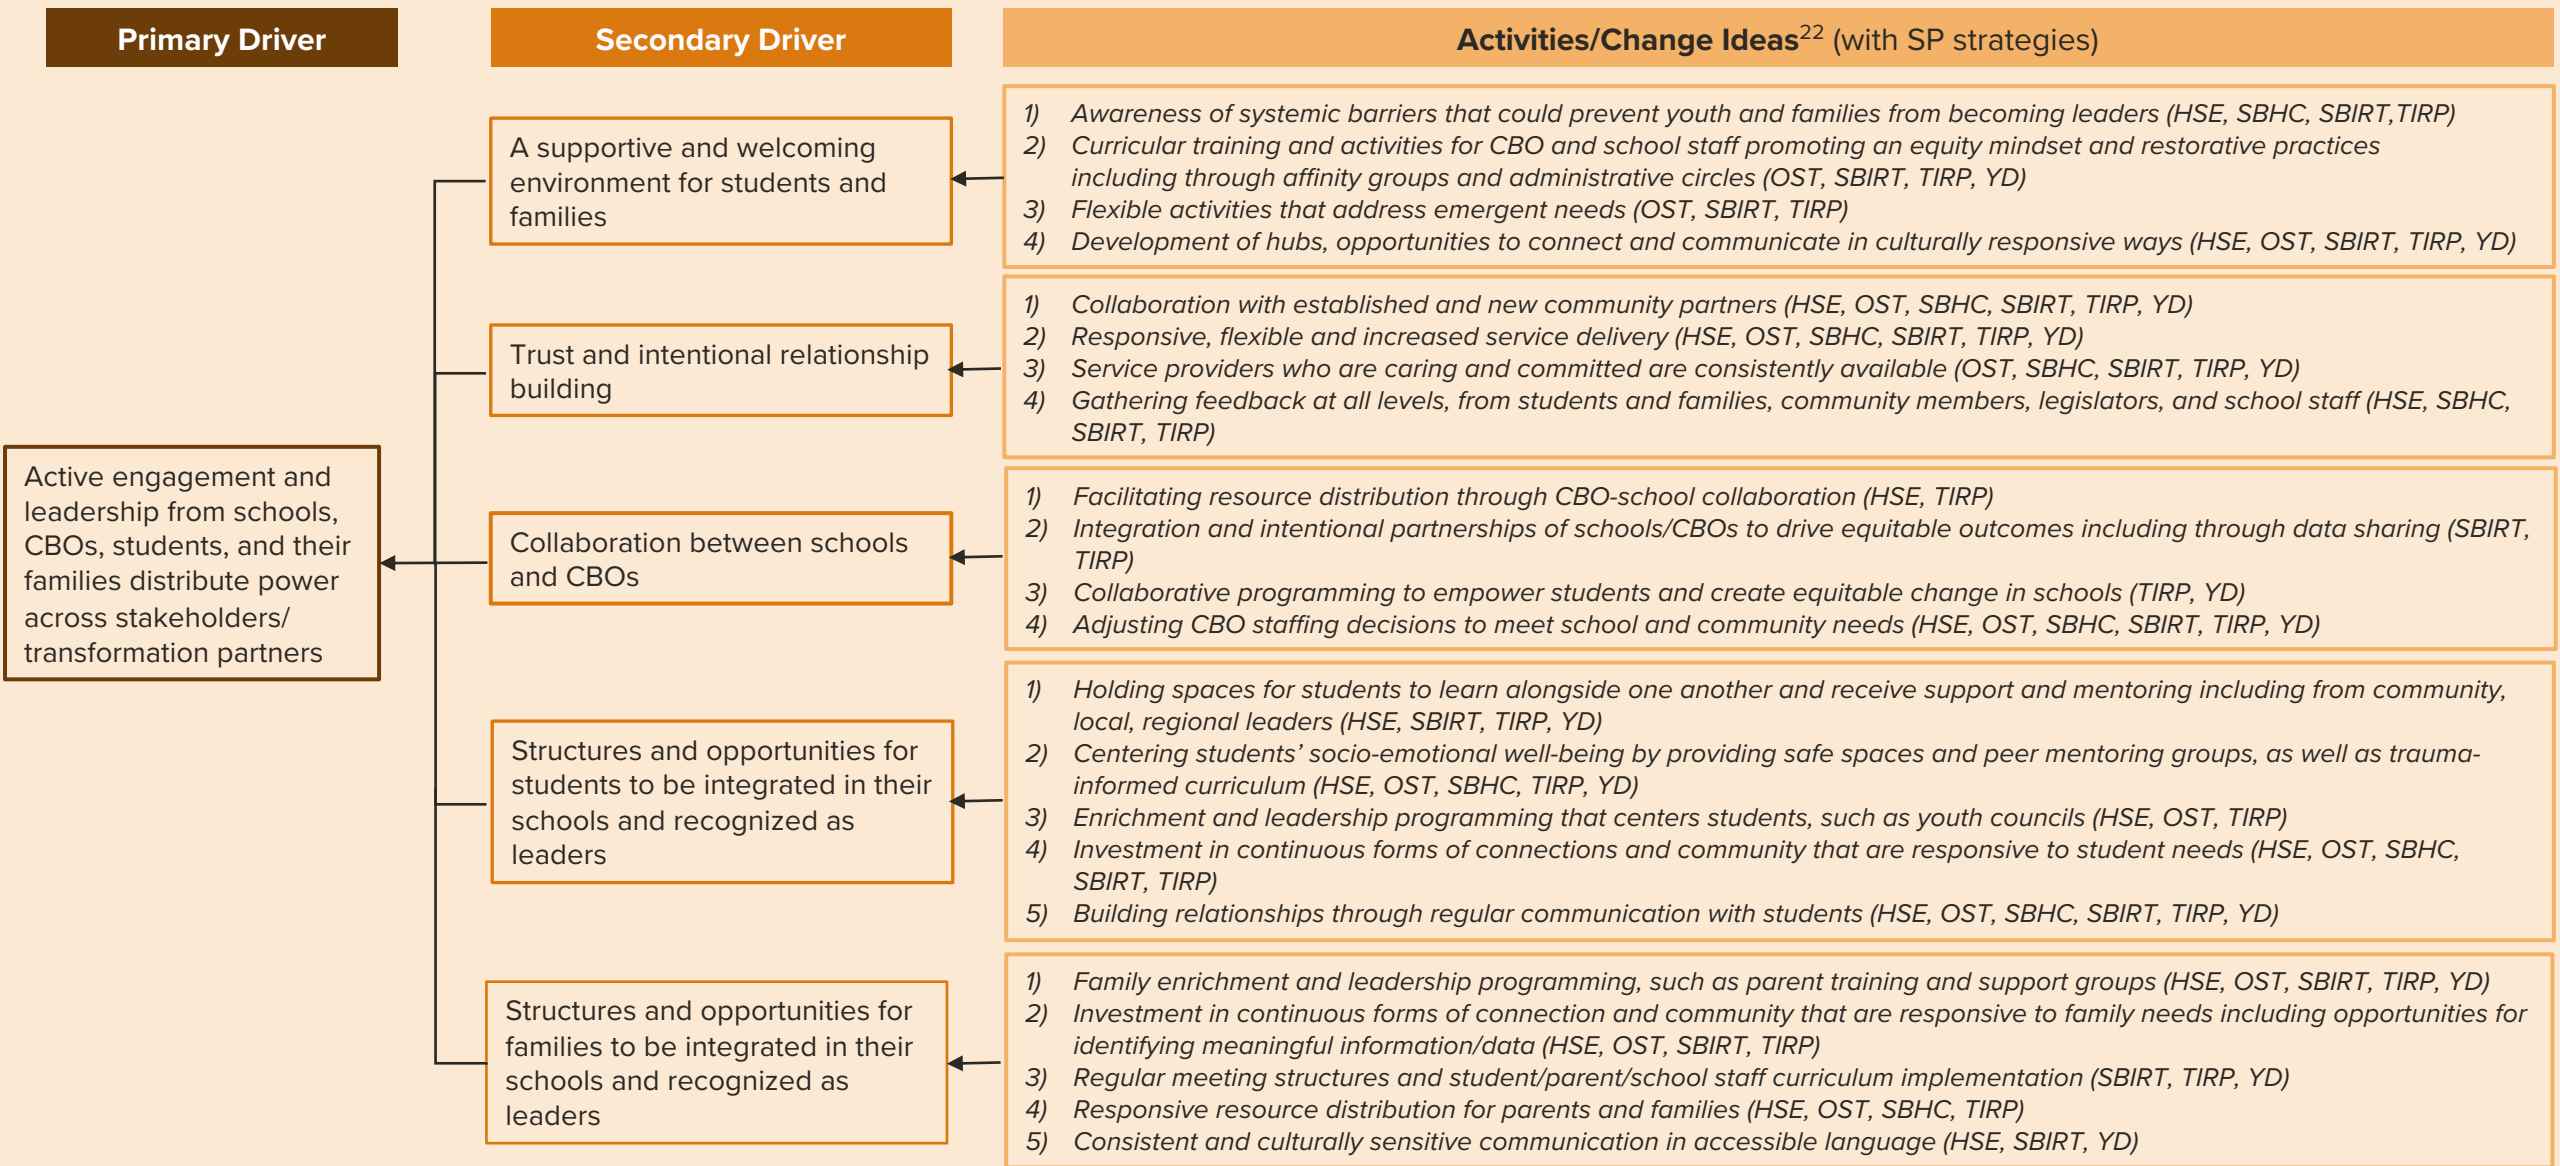 Primary Driver
Secondary Driver
Activities/Change Ideas22 (with SP strategies)
Active engagement and
leadership from schools,
CBOs, students, and their
families distribute power
across stakeholders/
transformation partners
A supportive and welcoming
environment for students and
families
1) Awareness of systemic barriers that could prevent youth and families from becoming leaders (HSE, SBHC, SBIRT,TIRP)
2) Curricular training and activities for CBO and school staff promoting an equity mindset and restorative practices
including through affinity groups and administrative circles (OST, SBIRT, TIRP, YD)
3) Flexible activities that address emergent needs (OST, SBIRT, TIRP)
4) Development of hubs, opportunities to connect and communicate in culturally responsive ways (HSE, OST, SBIRT, TIRP, YD)
Trust and intentional relationship
building
1) Collaboration with established and new community partners (HSE, OST, SBHC, SBIRT, TIRP, YD)
2) Responsive, flexible and increased service delivery (HSE, OST, SBHC, SBIRT, TIRP, YD)
3) Service providers who are caring and committed are consistently available (OST, SBHC, SBIRT, TIRP, YD)
4) Gathering feedback at all levels, from students and families, community members, legislators, and school staff (HSE, SBHC,
SBIRT, TIRP)
Collaboration between schools
and CBOs
1) Facilitating resource distribution through CBO-school collaboration (HSE, TIRP)
2) Integration and intentional partnerships of schools/CBOs to drive equitable outcomes including through data sharing (SBIRT,
TIRP)
3) Collaborative programming to empower students and create equitable change in schools (TIRP, YD)
4) Adjusting CBO staffing decisions to meet school and community needs (HSE, OST, SBHC, SBIRT, TIRP, YD)
Structures and opportunities for
students to be integrated in their
schools and recognized as
leaders
1) Holding spaces for students to learn alongside one another and receive support and mentoring including from community,
local, regional leaders (HSE, SBIRT, TIRP, YD)
2) Centering students’ socio-emotional well-being by providing safe spaces and peer mentoring groups, as well as trauma-
informed curriculum (HSE, OST, SBHC, TIRP, YD)
3) Enrichment and leadership programming that centers students, such as youth councils (HSE, OST, TIRP)
4) Investment in continuous forms of connections and community that are responsive to student needs (HSE, OST, SBHC,
SBIRT, TIRP)
5) Building relationships through regular communication with students (HSE, OST, SBHC, SBIRT, TIRP, YD)
Structures and opportunities for
families to be integrated in their
schools and recognized as
leaders
1) Family enrichment and leadership programming, such as parent training and support groups (HSE, OST, SBIRT, TIRP, YD)
2) Investment in continuous forms of connection and community that are responsive to family needs including opportunities for
identifying meaningful information/data (HSE, OST, SBIRT, TIRP)
3) Regular meeting structures and student/parent/school staff curriculum implementation (SBIRT, TIRP, YD)
4) Responsive resource distribution for parents and families (HSE, OST, SBHC, TIRP)
5) Consistent and culturally sensitive communication in accessible language (HSE, SBIRT, YD)